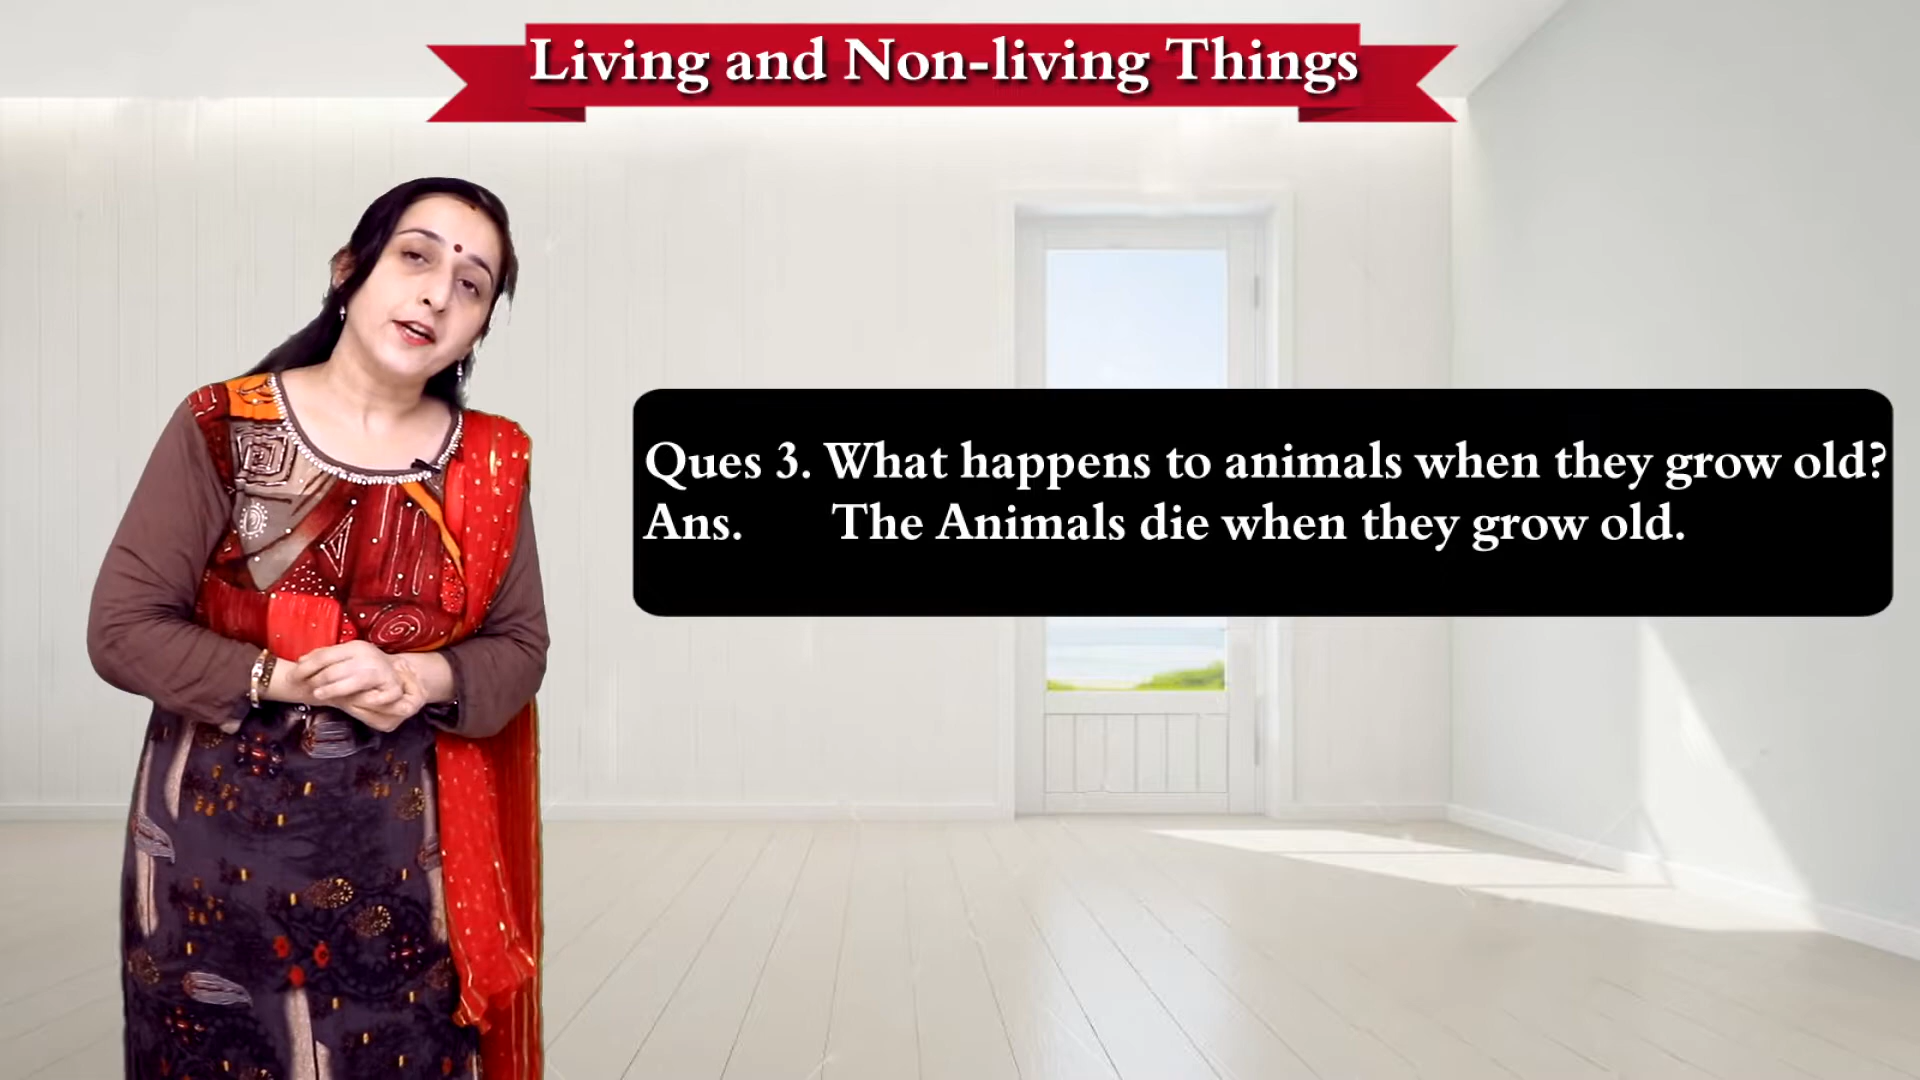 Living and Non-living Things
Ques 3. What happens to animals when they grow old?
Ans. The Animals die when they grow old.